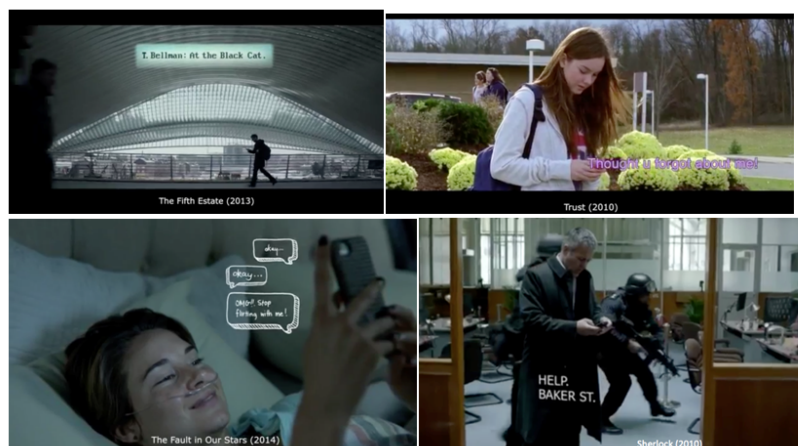 T. Bellman: At the Black Cat.
The Fifth Estate (2013)
Thought u forgot about me!
Trust (2010)
okay...
okay...
OMG! Stop
flirting with me!
The Fault in Our Stars (2014)
HELP.
BAKER ST.
Sherlock (2010)